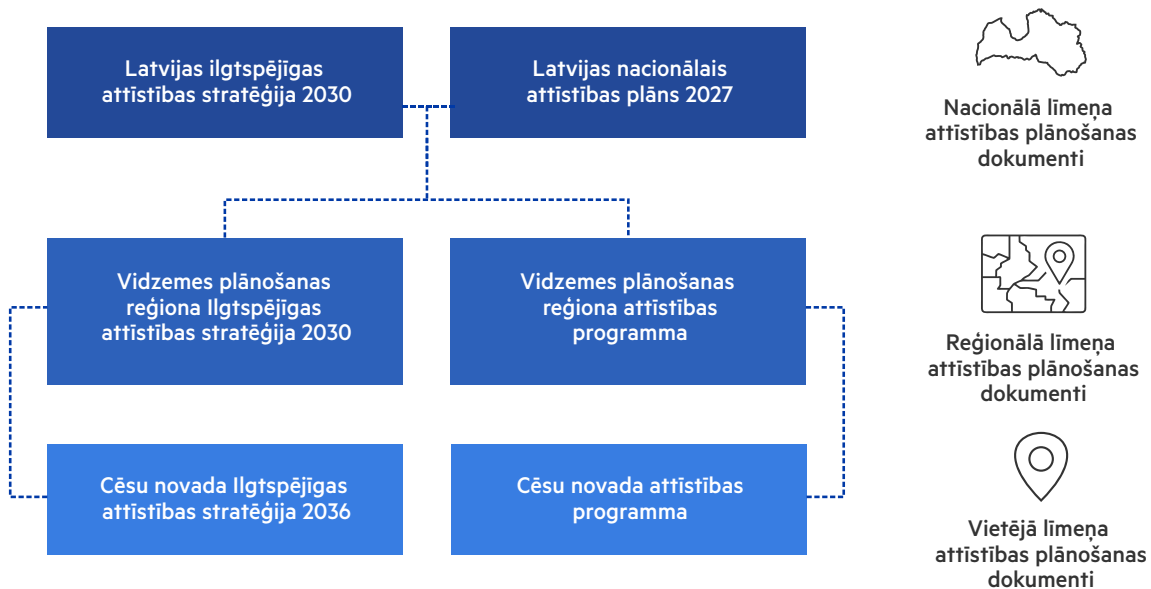 Latvijas ilgtspējīgas
attīstības stratēģija 2030
Latvijas nacionālais
attīstības plāns 2027
Nacionālā līmeņa
attīstības plānošanas
dokumenti
Vidzemes plānošanas
reģiona Ilgtspējīgas
attīstības stratēģija 2030
Vidzemes plānošanas
reģiona attīstības
programma
Reģionālā līmeņa
attīstības plānošanas
dokumenti
Cēsu novada Ilgtspējīgas
attīstības stratēģija 2036
Cēsu novada attīstības
programma
Vietējā līmeņa
attīstības plānošanas
dokumenti